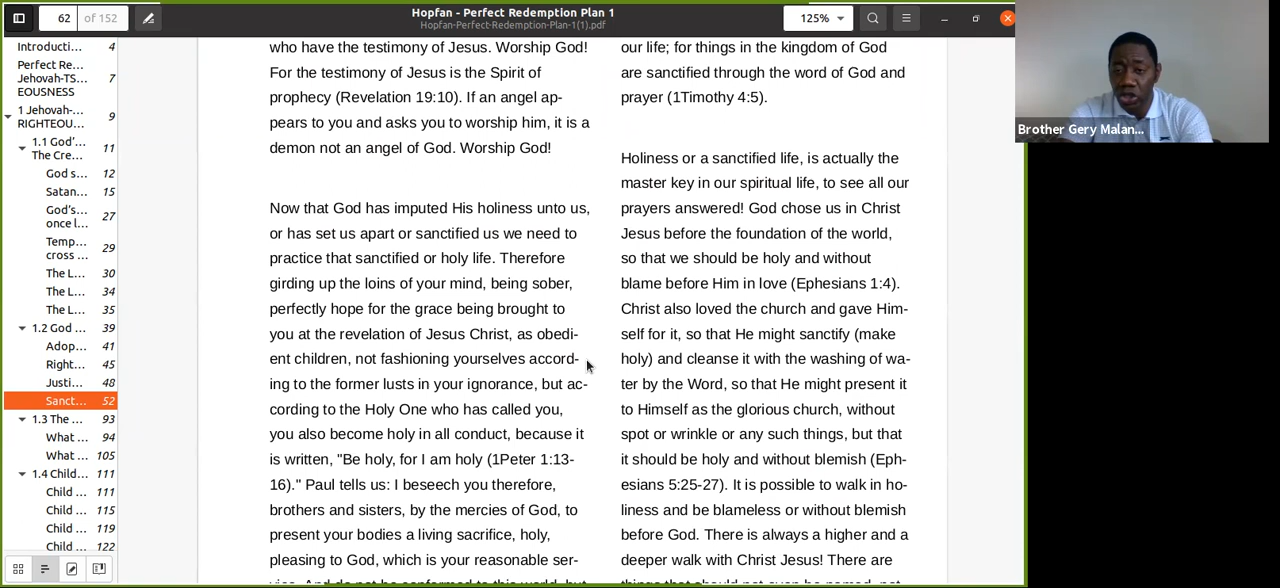 62
of 152
Hopfan - Perfect Redemption Plan 1
Hopfan-Perfect-Redemption-Plan-1(1).pdf
125%
Introducti... 4
Perfect Re...
Jehovah-TS... 7
EOUSNESS
1 Jehovah-
RIGHTEOU... 9
1.1 God'... 11
The Cre...
God s... 12
Satan... 15
God's... 27
once l...
Temp... 29
cross ...
The L... 30
The L... 34
The L... 35
1.2 God ... 39
Adop... 41
Right... 45
Justi... 48
Sanct... 52
1.3 The ... 93
What ... 94
What ... 105
1.4 Child... 111
Child ... 111
Child ... 115
Child ... 119
Child ... 122
who have the testimony of Jesus. Worship God!
For the testimony of Jesus is the Spirit of
prophecy (Revelation 19:10). If an angel ap-
pears to you and asks you to worship him, it is a
demon not an angel of God. Worship God!
Now that God has imputed His holiness unto us,
or has set us apart or sanctified us we need to
practice that sanctified or holy life. Therefore
girding up the loins of your mind, being sober,
perfectly hope for the grace being brought to
you at the revelation of Jesus Christ, as obedi-
ent children, not fashioning yourselves accord-
ing to the former lusts in your ignorance, but ac-
cording to the Holy One who has called you,
you also become holy in all conduct, because it
is written, "Be holy, for I am holy (1Peter 1:13-
16)." Paul tells us: I beseech you therefore,
brothers and sisters, by the mercies of God, to
present your bodies a living sacrifice, holy,
pleasing to God, which is your reasonable ser-
vice. And do not be conformed to this world, but
our life; for things in the kingdom of God
are sanctified through the word of God and
prayer (1Timothy 4:5).
Holiness or a sanctified life, is actually the
master key in our spiritual life, to see all our
prayers answered! God chose us in Christ
Jesus before the foundation of the world,
so that we should be holy and without
blame before Him in love (Ephesians 1:4).
Christ also loved the church and gave Him-
self for it, so that He might sanctify (make
holy) and cleanse it with the washing of wa-
ter by the Word, so that He might present it
to Himself as the glorious church, without
spot or wrinkle or any such things, but that
it should be holy and without blemish (Eph-
esians 5:25-27). It is possible to walk in ho-
liness and be blameless or without blemish
before God. There is always a higher and a
deeper walk with Christ Jesus! There are
things that should not even be named, not
Brother Gery Malan...